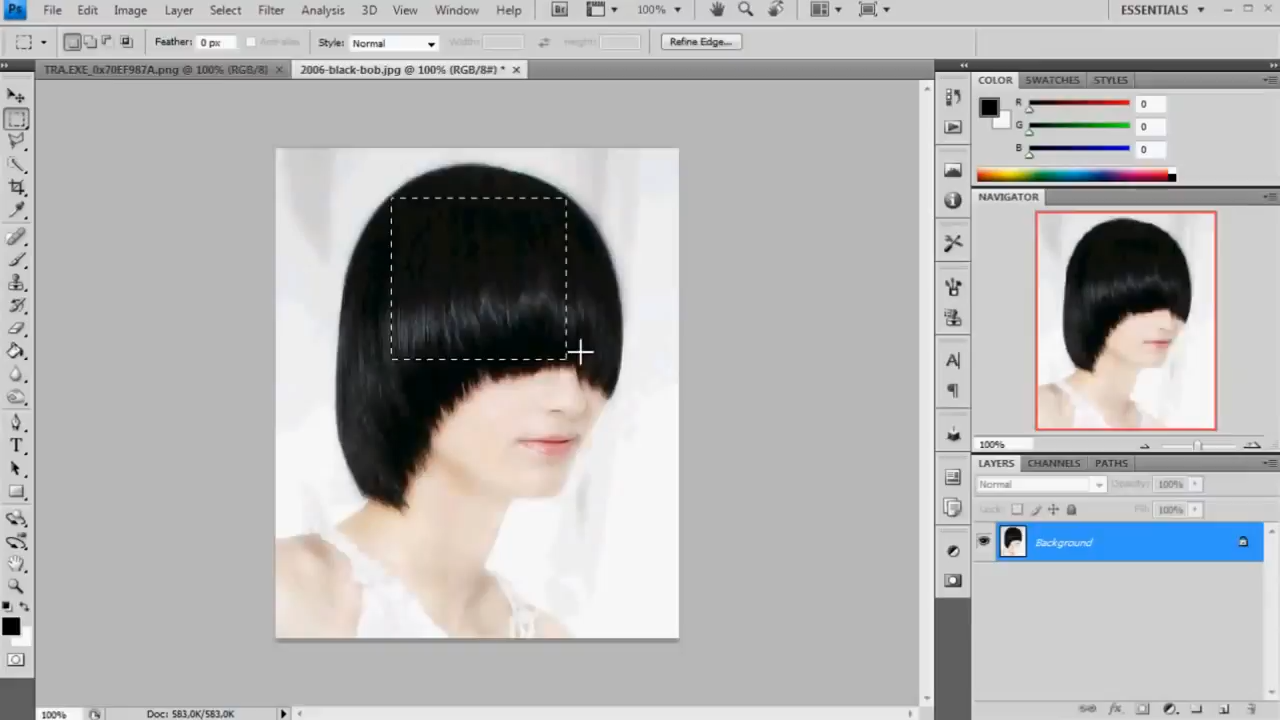 Ps File Edit Image Layer Select Filter Analysis 3D View Window Help Br 100% ESSENTIALS
Feather: 0 px Anti-alias Style: Normal Width: Height: Refine Edge...
TRA.EXE_0x70EF987A.png @ 100% (RGB/8) × 2006-black-bob.jpg @ 100% (RGB/8#) * ×
COLOR SWATCHES STYLES
R 0
G 0
B 0
NAVIGATOR
100%
LAYERS CHANNELS PATHS
Normal Opacity: 100%
Lock: Fill: 100%
Background
T
A
fx
100% Doc: 583,0K/583,0K